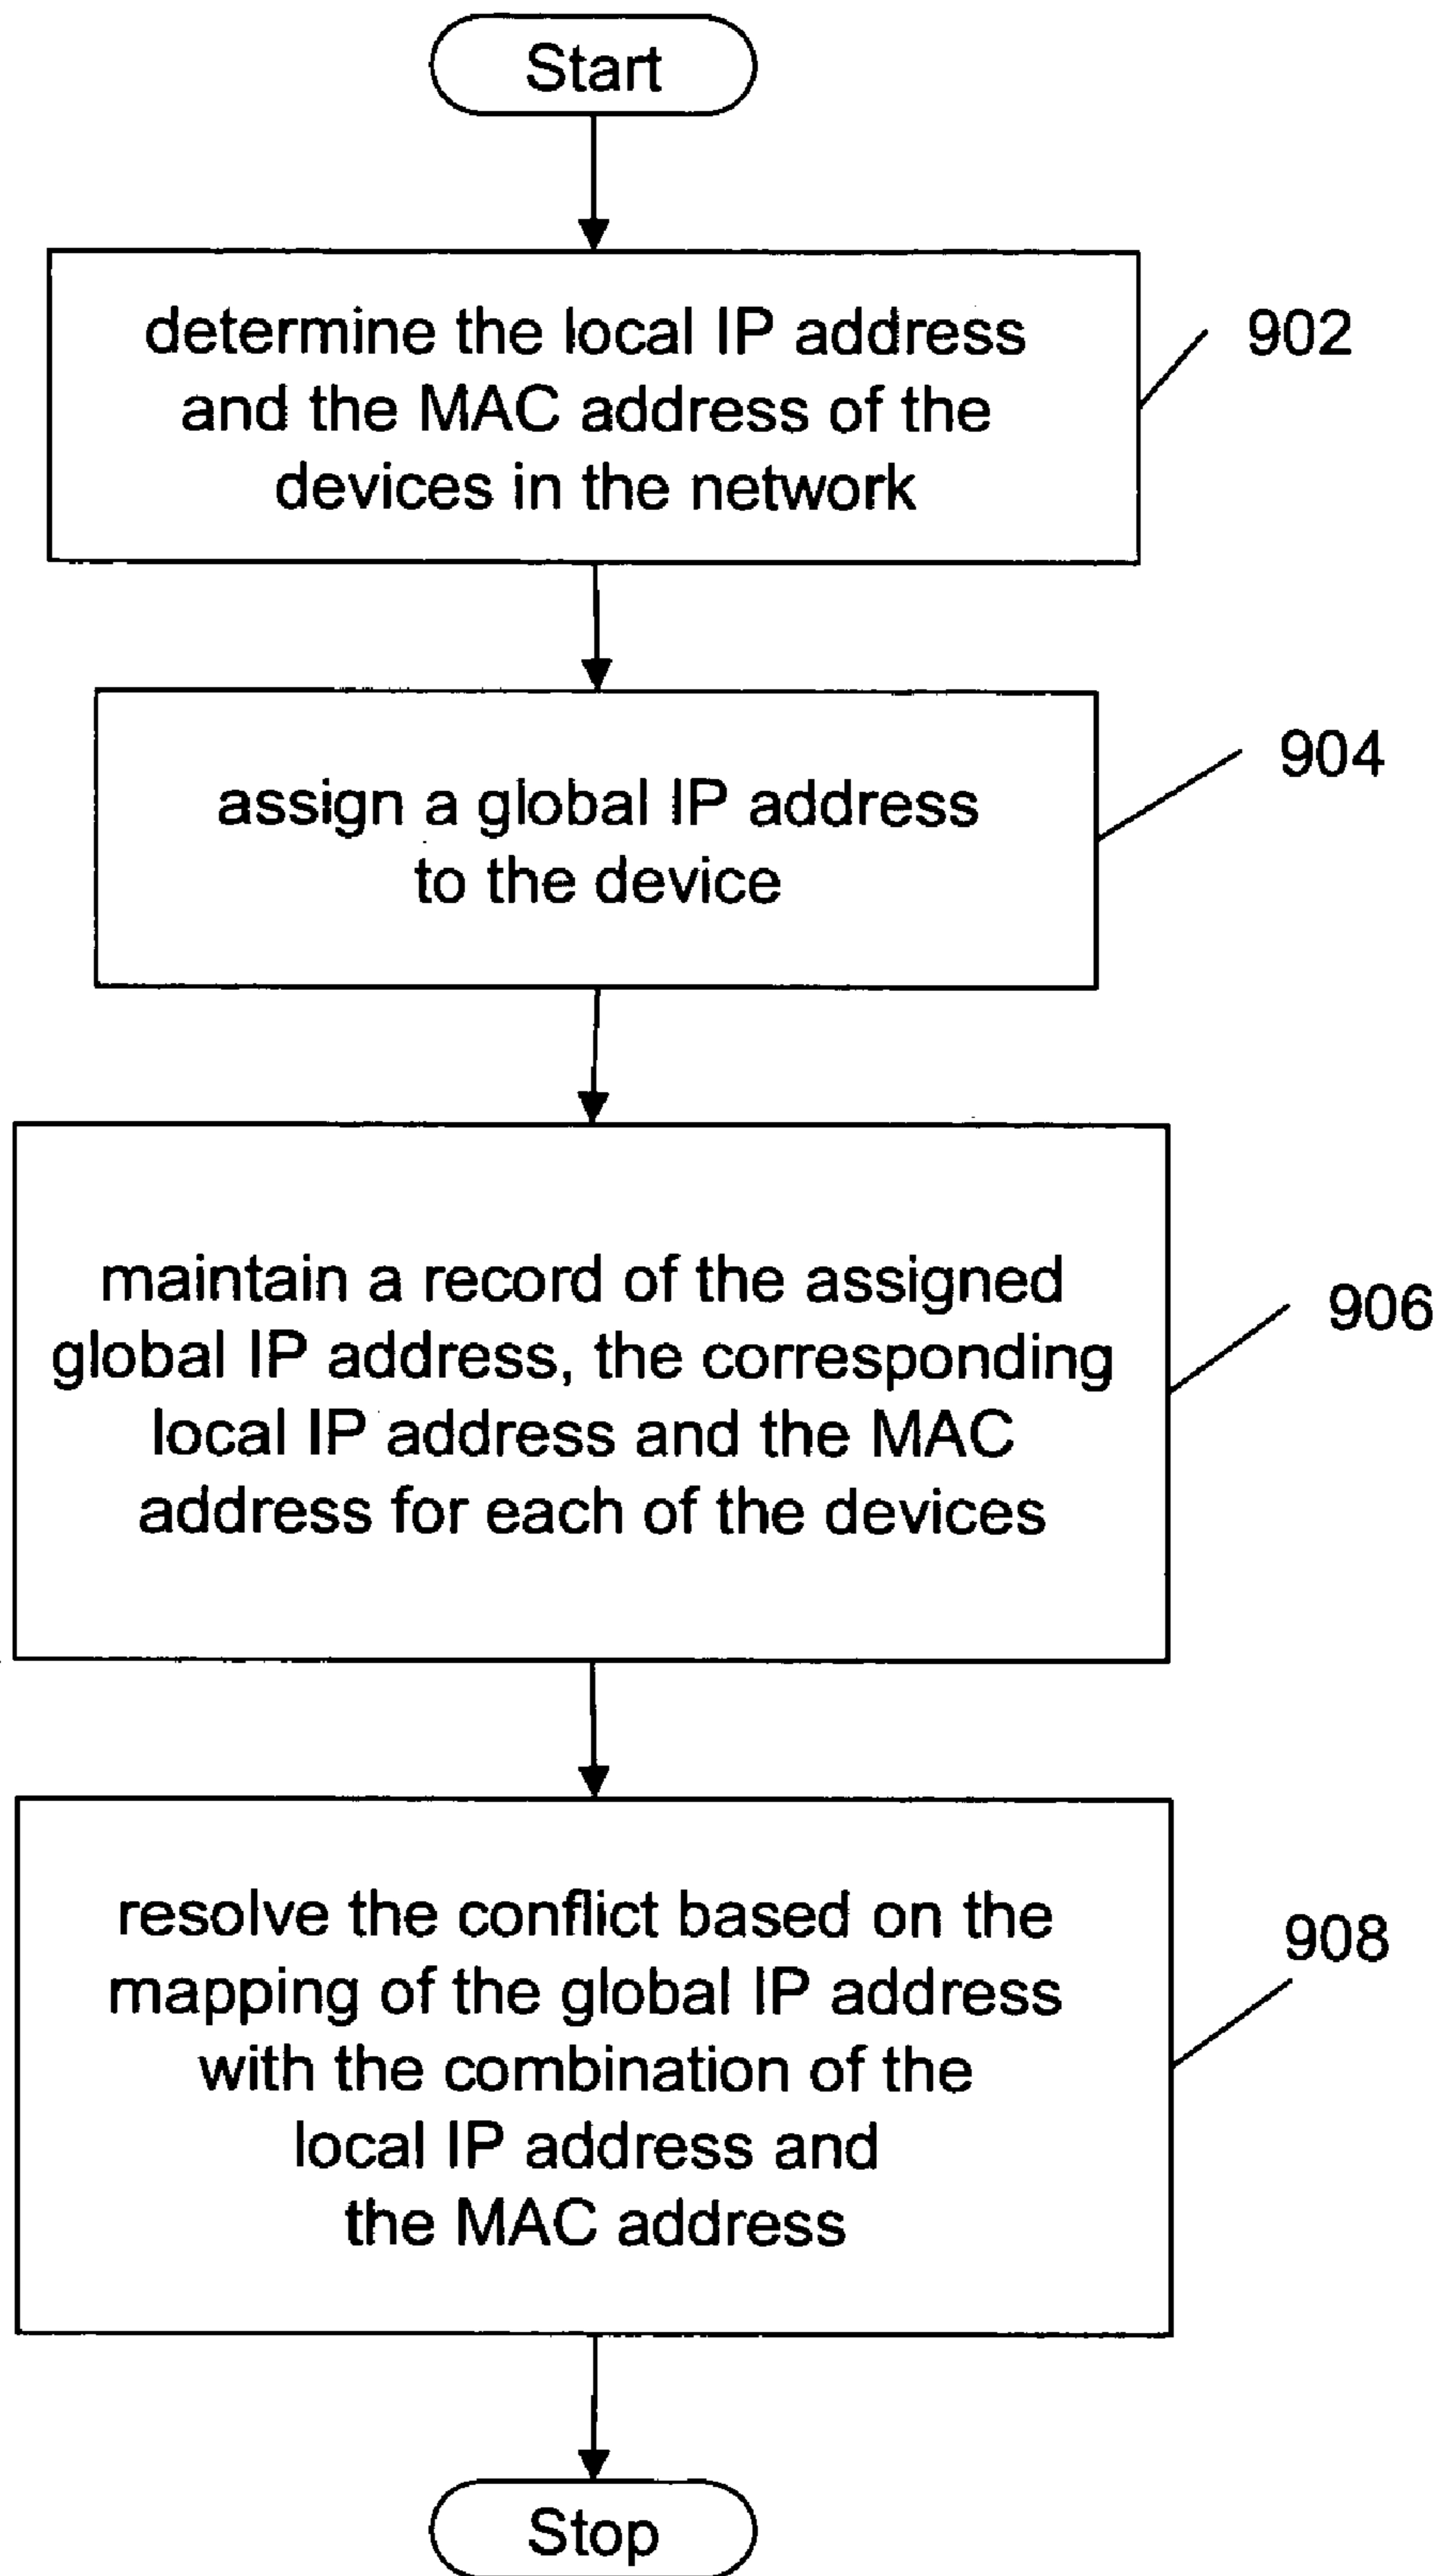 Start
determine the local IP address
and the MAC address of the
devices in the network
902
assign a global IP address
to the device
904
maintain a record of the assigned
global IP address, the corresponding
local IP address and the MAC
address for each of the devices
906
resolve the conflict based on the
mapping of the global IP address
with the combination of the
local IP address and
the MAC address
908
Stop